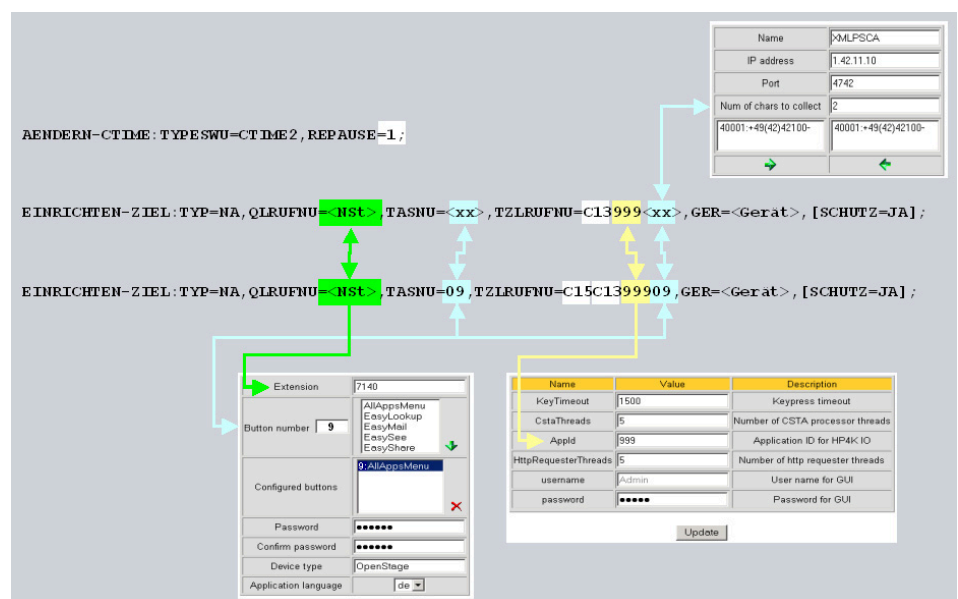 Name XMLPSCA
IP address 1.42.11.10
Port 4742
Num of chars to collect 2
40001:+49(42)42100- 40001:+49(42)42100-
AENDERN-CTIME:TYPESWU=CTIME2,REPAUSE=1;
EINRICHTEN-ZIEL:TYP=NA,QLRUFNU=<NSt>,TASNU=<xx>,TZLRUFNU=C13999<xx>,GER=<Gerät>,[SCHUTZ=JA];
EINRICHTEN-ZIEL:TYP=NA,QLRUFNU=<NSt>,TASNU=09,TZLRUFNU=C15C1399909,GER=<Gerät>,[SCHUTZ=JA];
Extension 7140
Button number 9
AllAppsMenu
EasyLookup
EasyMail
EasySee
EasyShare
Configured buttons
9:AllAppsMenu
Password ●●●●●●
Confirm password ●●●●●●
Device type OpenStage
Application language de
Name Value Description
KeyTimeout 1500 Keypress timeout
CstaThreads 5 Number of CSTA processor threads
AppId 999 Application ID for HP4K IO
HttpRequesterThreads 5 Number of http requester threads
username Admin User name for GUI
password ●●●●● Password for GUI
Update